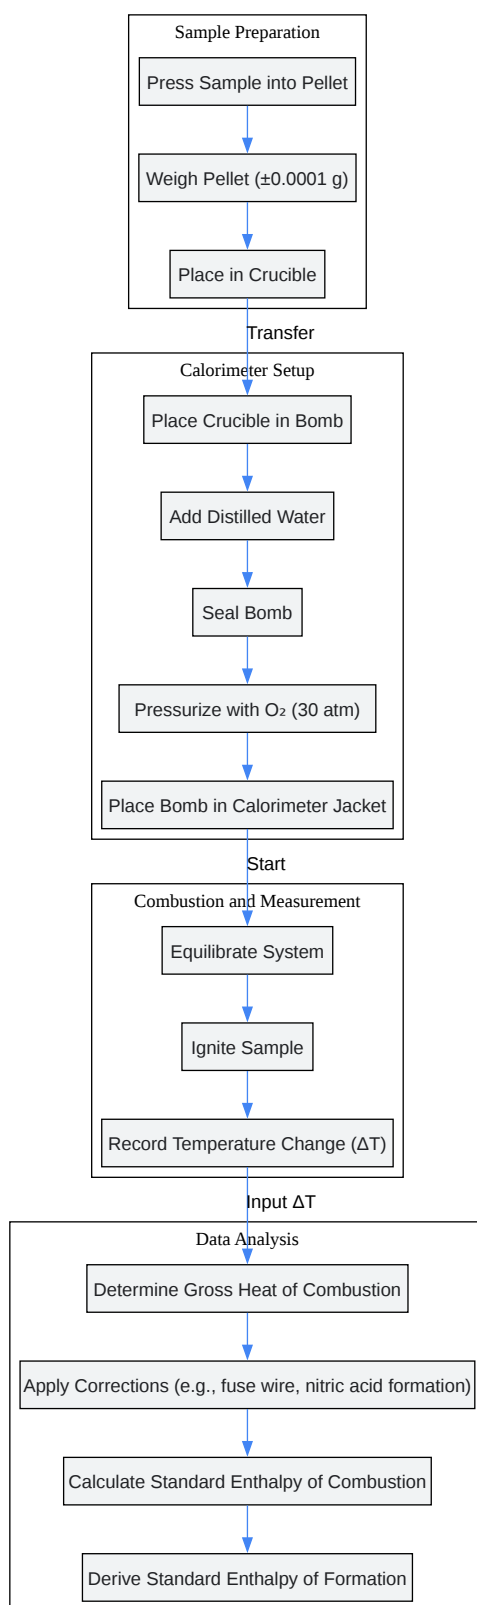 Sample Preparation
Press Sample into Pellet
Weigh Pellet (±0.0001 g)
Place in Crucible
Transfer
Calorimeter Setup
Place Crucible in Bomb
Add Distilled Water
Seal Bomb
Pressurize with O₂ (30 atm)
Place Bomb in Calorimeter Jacket
Start
Combustion and Measurement
Equilibrate System
Ignite Sample
Record Temperature Change (ΔT)
Input ΔT
Data Analysis
Determine Gross Heat of Combustion
Apply Corrections (e.g., fuse wire, nitric acid formation)
Calculate Standard Enthalpy of Combustion
Derive Standard Enthalpy of Formation